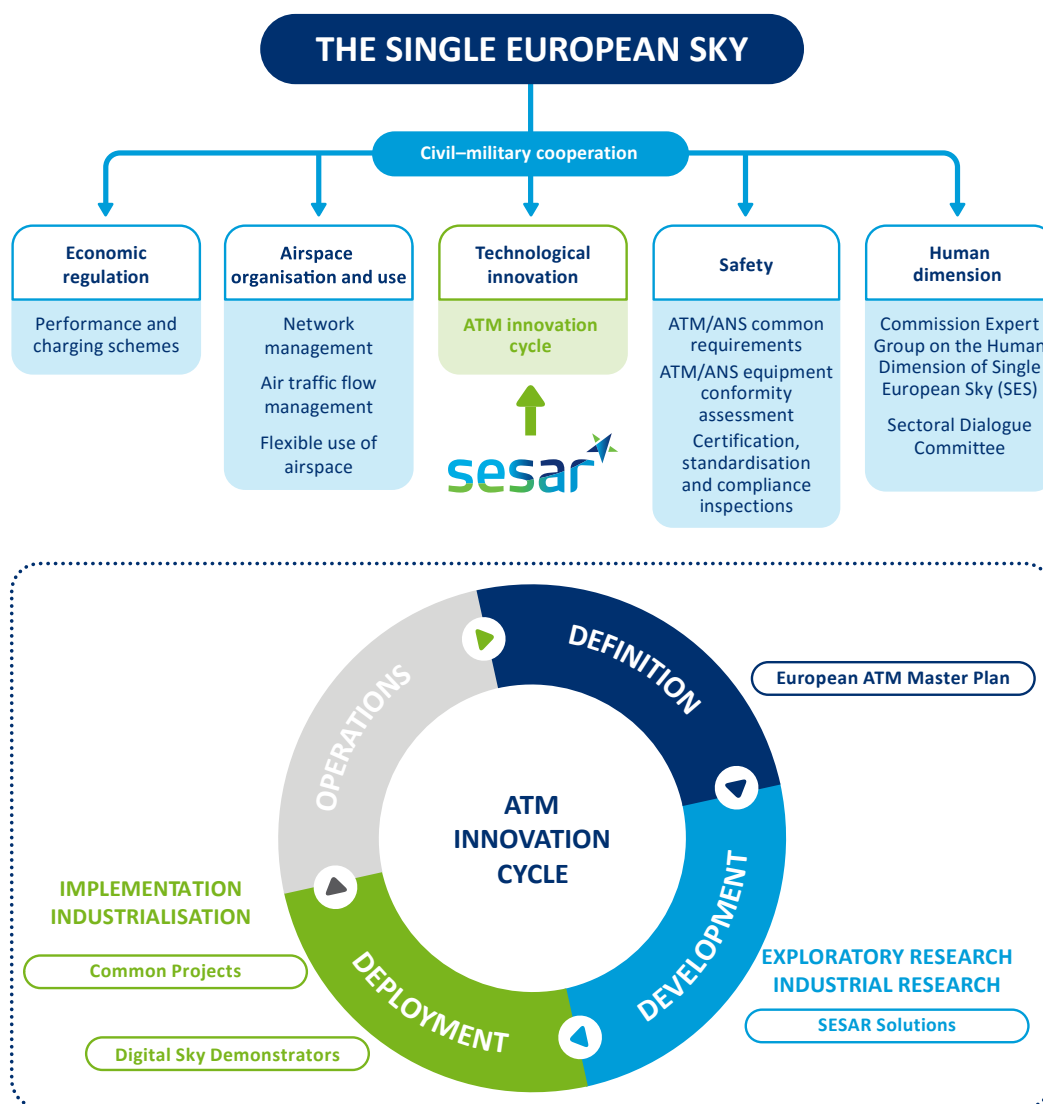 THE SINGLE EUROPEAN SKY
Civil–military cooperation
Economic
regulation
Performance and
charging schemes
Airspace
organisation and use
Network
management
Air traffic flow
management
Flexible use of
airspace
Technological
innovation
ATM innovation
cycle
sesar
Safety
ATM/ANS common
requirements
ATM/ANS equipment
conformity
assessment
Certification,
standardisation
and compliance
inspections
Human
dimension
Commission Expert
Group on the Human
Dimension of Single
European Sky (SES)
Sectoral Dialogue
Committee
DEFINITION
European ATM Master Plan
OPERATIONS
ATM
INNOVATION
CYCLE
DEVELOPMENT
IMPLEMENTATION
INDUSTRIALISATION
Common Projects
DEPLOYMENT
Digital Sky Demonstrators
EXPLORATORY RESEARCH
INDUSTRIAL RESEARCH
SESAR Solutions